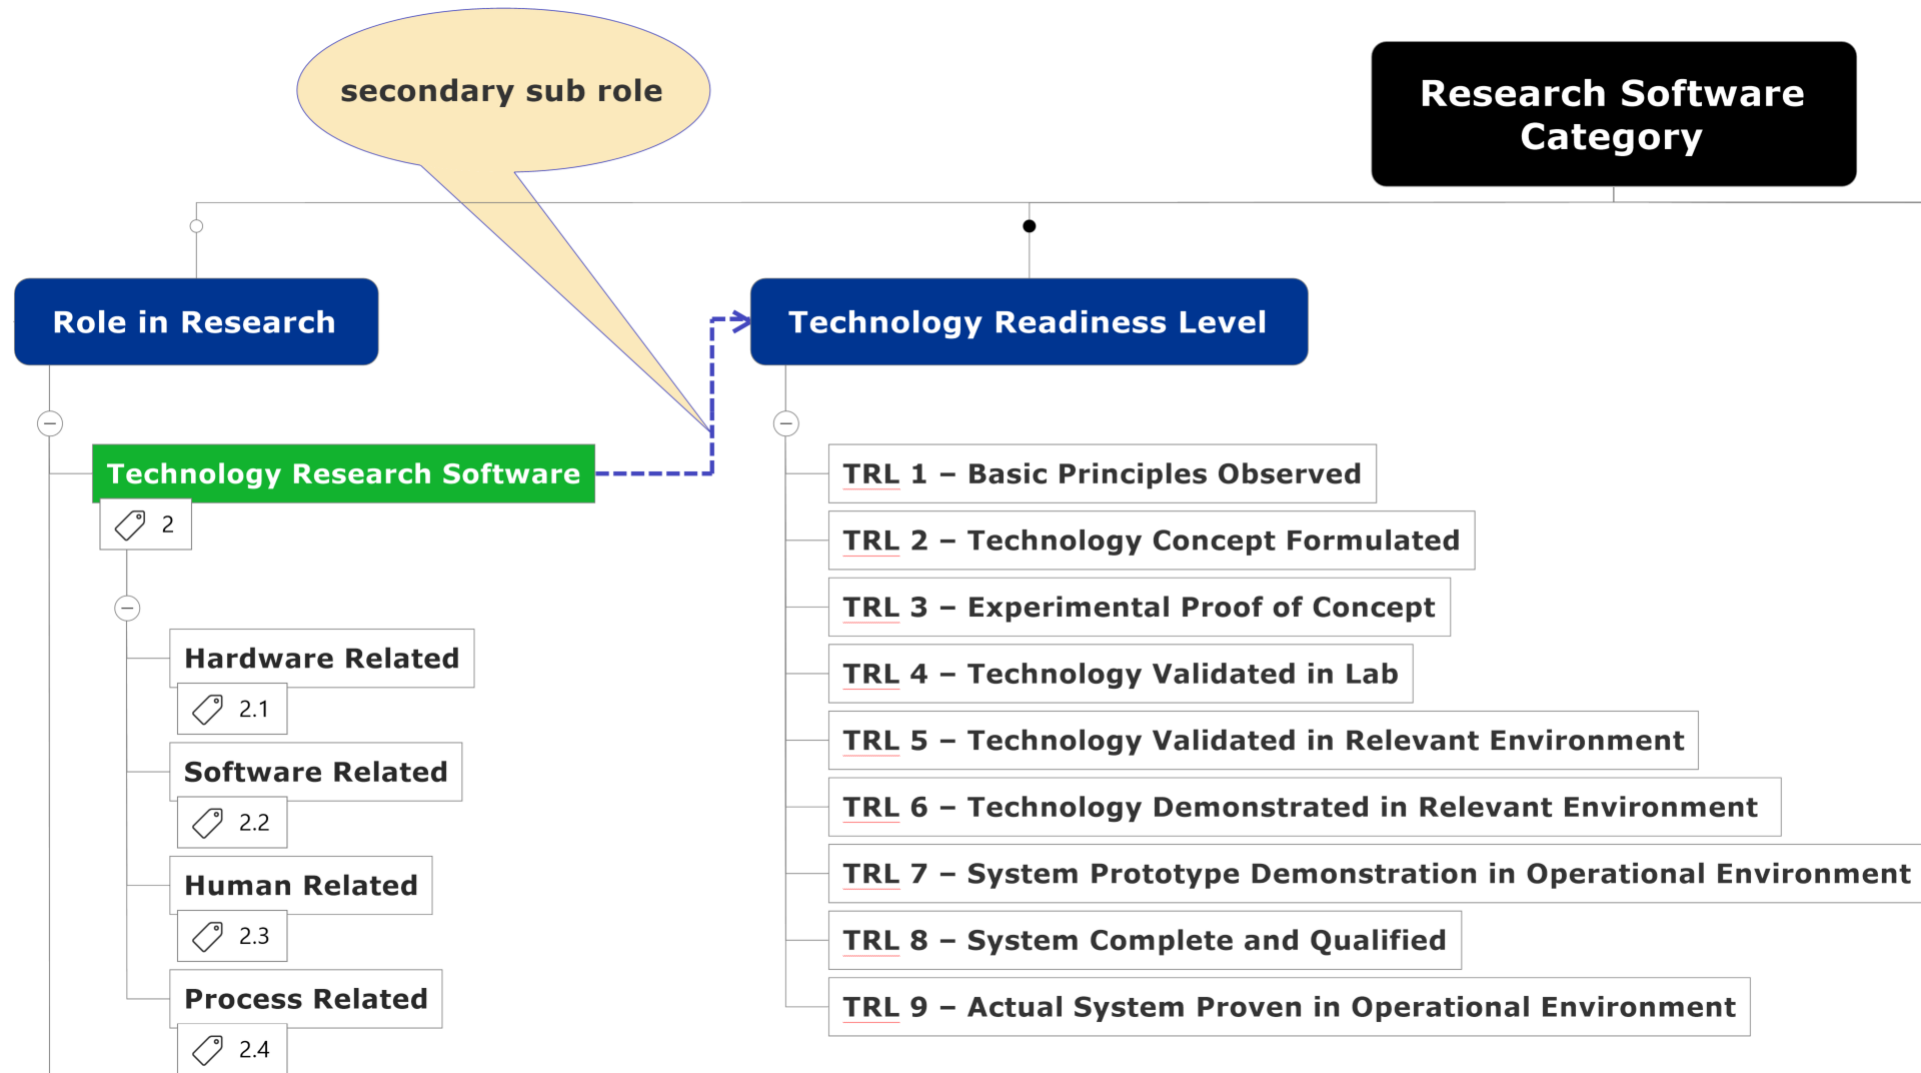 secondary sub role
Research Software
Category
Role in Research
Technology Readiness Level
Technology Research Software
2
Hardware Related
2.1
Software Related
2.2
Human Related
2.3
Process Related
2.4
TRL 1 – Basic Principles Observed
TRL 2 – Technology Concept Formulated
TRL 3 – Experimental Proof of Concept
TRL 4 – Technology Validated in Lab
TRL 5 – Technology Validated in Relevant Environment
TRL 6 – Technology Demonstrated in Relevant Environment
TRL 7 – System Prototype Demonstration in Operational Environment
TRL 8 – System Complete and Qualified
TRL 9 – Actual System Proven in Operational Environment